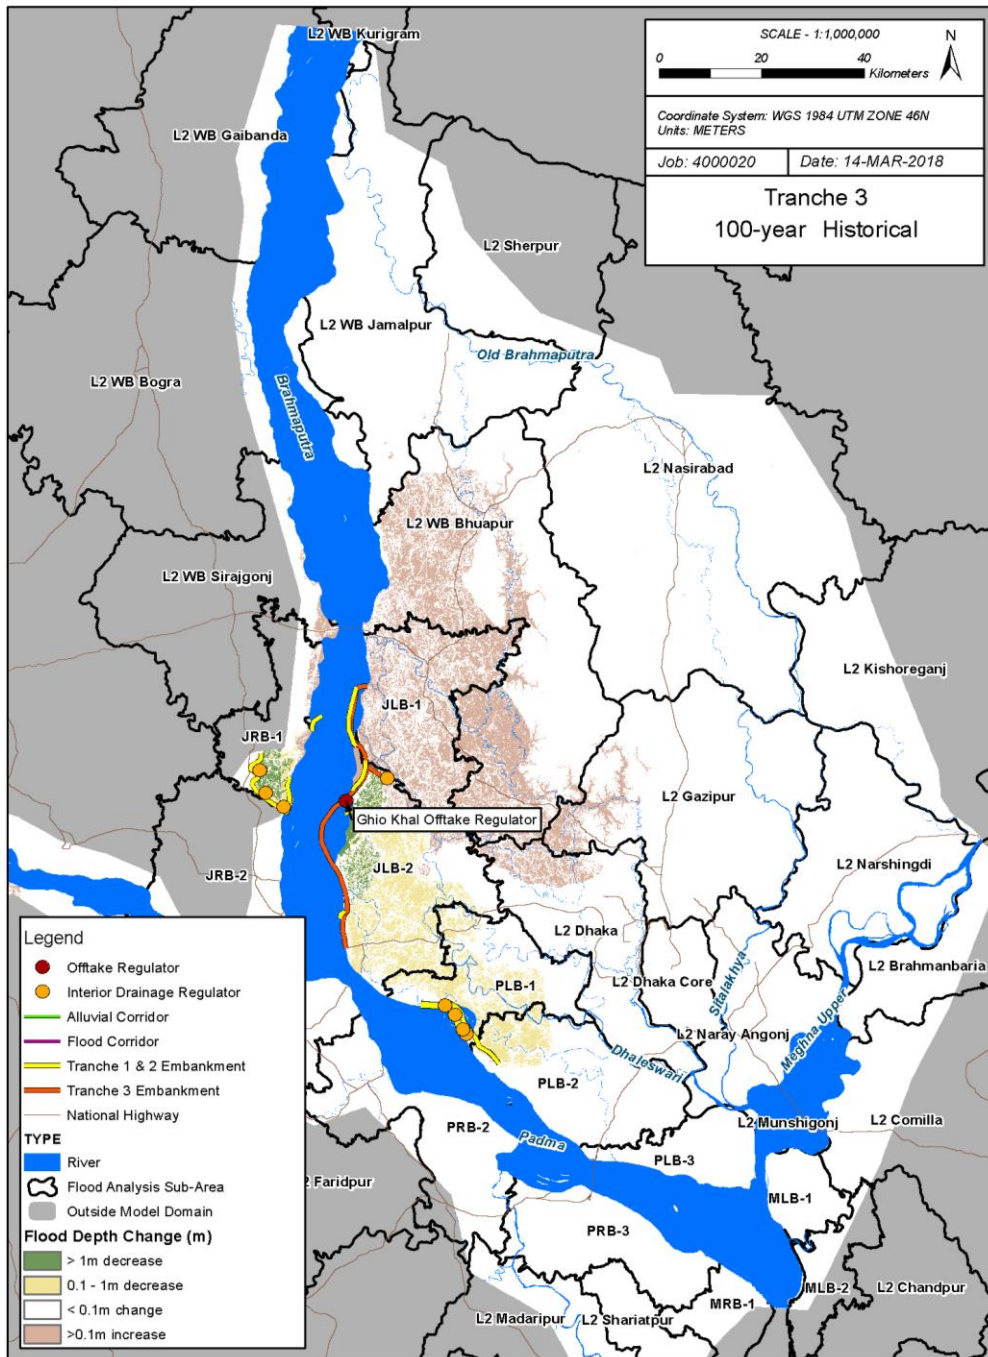 SCALE - 1:1,000,000
N
0 20 40
Kilometers
Coordinate System: WGS 1984 UTM ZONE 46N
Units: METERS
Job: 4000020 Date: 14-MAR-2018
Tranche 3
100-year Historical
L2 WB Kurigram
L2 WB Gaibanda
L2 Sherpur
L2 WB Jamalpur
Old Brahmaputra
L2 WB Bogra
Brahmaputra
L2 Nasirabad
L2 WB Bhuapur
L2 WB Sirajgonj
L2 Kishoreganj
JLB-1
JRB-1
L2 Gazipur
Ghio Khal Offtake Regulator
JRB-2
JLB-2
L2 Narshingdi
L2 Dhaka
L2 Brahmanbaria
L2 Dhaka Core
PLB-1
Sitalakhya
Meghna Upper
L2 Naray Angonj
Dhaleswari
PLB-2
PRB-2
L2 Munshigonj
L2 Comilla
Padma
PLB-3
2 Faridpur
MLB-1
PRB-3
MRB-1
MLB-2
L2 Chandpur
L2 Madaripur
L2 Shariatpur
Legend
Offtake Regulator
Interior Drainage Regulator
Alluvial Corridor
Flood Corridor
Tranche 1 & 2 Embankment
Tranche 3 Embankment
National Highway
TYPE
River
Flood Analysis Sub-Area
Outside Model Domain
Flood Depth Change (m)
> 1m decrease
0.1 - 1m decrease
< 0.1m change
>0.1m increase